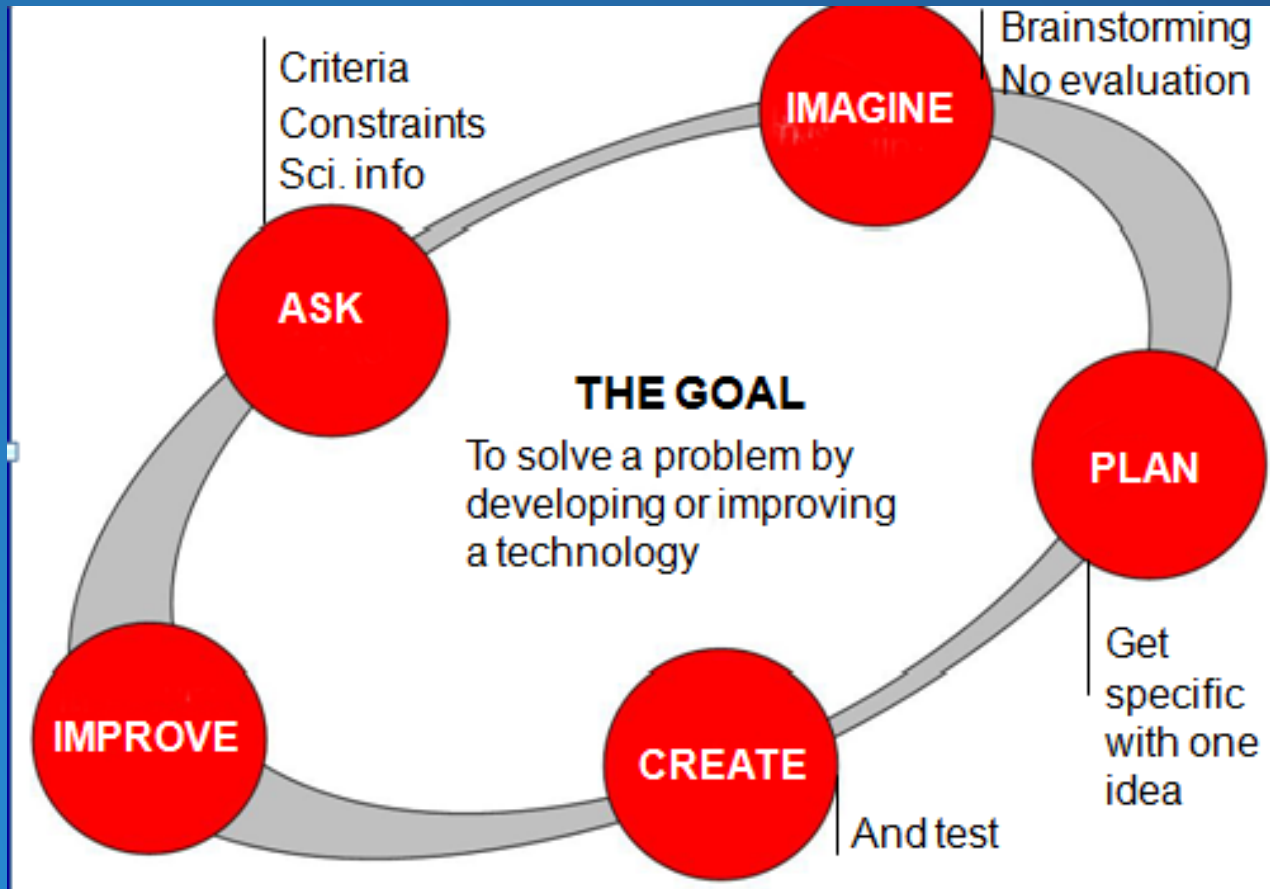 Criteria
Constraints
Sci. info
Brainstorming
No evaluation
IMAGINE
ASK
THE GOAL
To solve a problem by
developing or improving
a technology
PLAN
Get
specific
with one
idea
IMPROVE
CREATE
And test